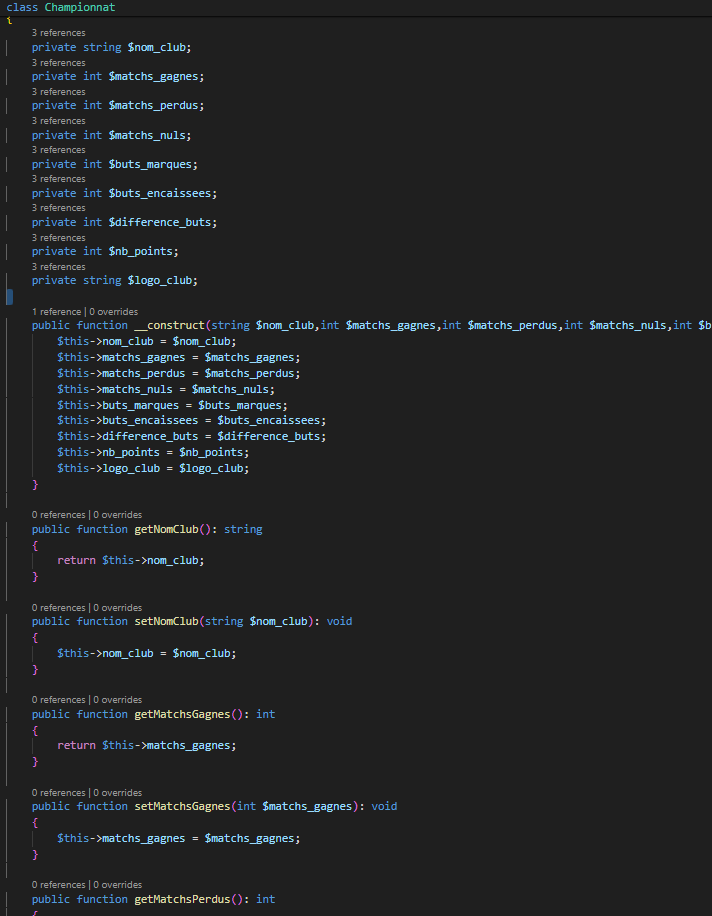 class Championnat
{
3 references
private string $nom_club;
3 references
private int $matchs_gagnes;
3 references
private int $matchs_perdus;
3 references
private int $matchs_nuls;
3 references
private int $buts_marques;
3 references
private int $buts_encaissees;
3 references
private int $difference_buts;
3 references
private int $nb_points;
3 references
private string $logo_club;
1 reference | 0 overrides
public function __construct(string $nom_club,int $matchs_gagnes,int $matchs_perdus,int $matchs_nuls,int $b
$this->nom_club = $nom_club;
$this->matchs_gagnes = $matchs_gagnes;
$this->matchs_perdus = $matchs_perdus;
$this->matchs_nuls = $matchs_nuls;
$this->buts_marques = $buts_marques;
$this->buts_encaissees = $buts_encaissees;
$this->difference_buts = $difference_buts;
$this->nb_points = $nb_points;
$this->logo_club = $logo_club;
}
0 references | 0 overrides
public function getNomClub(): string
{
return $this->nom_club;
}
0 references | 0 overrides
public function setNomClub(string $nom_club): void
{
$this->nom_club = $nom_club;
}
0 references | 0 overrides
public function getMatchsGagnes(): int
{
return $this->matchs_gagnes;
}
0 references | 0 overrides
public function setMatchsGagnes(int $matchs_gagnes): void
{
$this->matchs_gagnes = $matchs_gagnes;
}
0 references | 0 overrides
public function getMatchsPerdus(): int
{